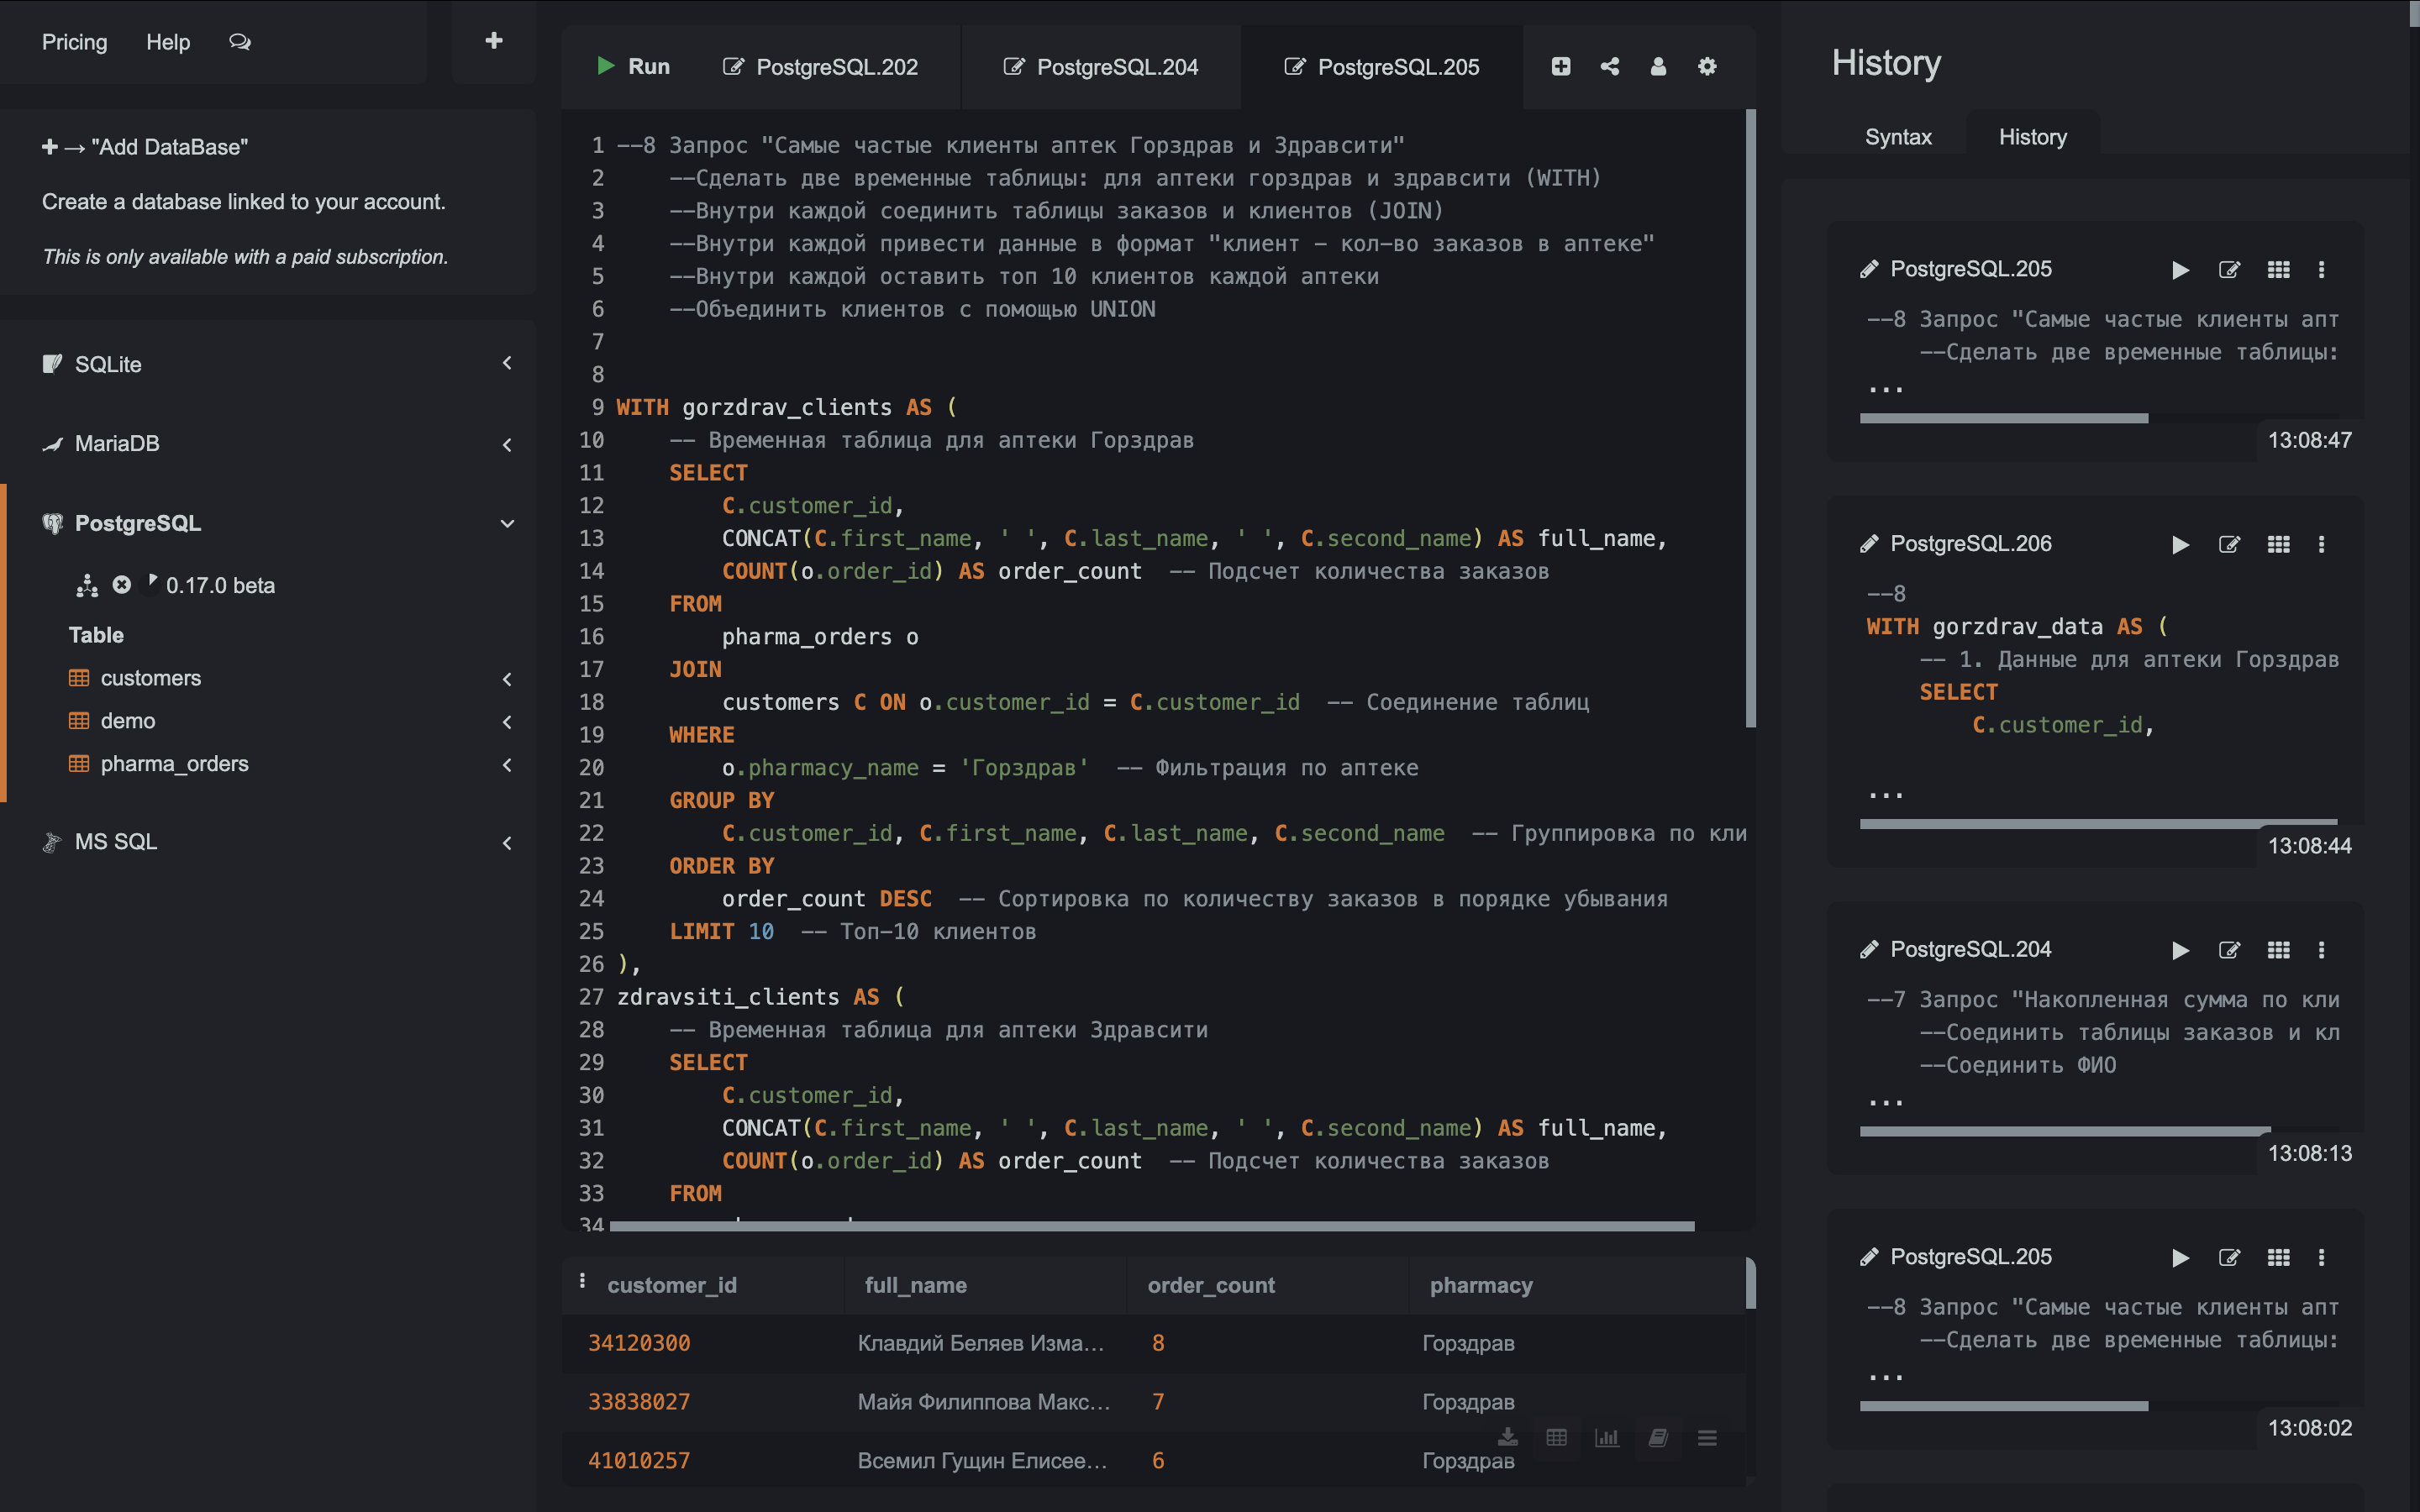 Pricing Help
"Add DataBase"
Create a database linked to your account.
This is only available with a paid subscription.
SQLite
MariaDB
PostgreSQL
0.17.0 beta
Table
customers
demo
pharma_orders
MS SQL
Run PostgreSQL.202 PostgreSQL.204 PostgreSQL.205
1 --8 Запрос "Самые частые клиенты аптек Горздрав и Здравсити"
2 --Сделать две временные таблицы: для аптеки горздрав и здравсити (WITH)
3 --Внутри каждой соединить таблицы заказов и клиентов (JOIN)
4 --Внутри каждой привести данные в формат "клиент - кол-во заказов в аптеке"
5 --Внутри каждой оставить топ 10 клиентов каждой аптеки
6 --Объединить клиентов с помощью UNION
7
8
9 WITH gorzdrav_clients AS (
10 -- Временная таблица для аптеки Горздрав
11 SELECT
12 C.customer_id,
13 CONCAT(C.first_name, ' ', C.last_name, ' ', C.second_name) AS full_name,
14 COUNT(o.order_id) AS order_count -- Подсчет количества заказов
15 FROM
16 pharma_orders o
17 JOIN
18 customers C ON o.customer_id = C.customer_id -- Соединение таблиц
19 WHERE
20 o.pharmacy_name = 'Горздрав' -- Фильтрация по аптеке
21 GROUP BY
22 C.customer_id, C.first_name, C.last_name, C.second_name -- Группировка по кли
23 ORDER BY
24 order_count DESC -- Сортировка по количеству заказов в порядке убывания
25 LIMIT 10 -- Топ-10 клиентов
26 ),
27 zdravsiti_clients AS (
28 -- Временная таблица для аптеки Здравсити
29 SELECT
30 C.customer_id,
31 CONCAT(C.first_name, ' ', C.last_name, ' ', C.second_name) AS full_name,
32 COUNT(o.order_id) AS order_count -- Подсчет количества заказов
33 FROM
34
customer_id full_name order_count pharmacy
34120300 Клавдий Беляев Изма... 8 Горздрав
33838027 Майя Филиппова Макс... 7 Горздрав
41010257 Всемил Гущин Елисее... 6 Горздрав
History
Syntax History
PostgreSQL.205
--8 Запрос "Самые частые клиенты апт
--Сделать две временные таблицы:
...
13:08:47
PostgreSQL.206
--8
WITH gorzdrav_data AS (
-- 1. Данные для аптеки Горздрав
SELECT
C.customer_id,
...
13:08:44
PostgreSQL.204
--7 Запрос "Накопленная сумма по кли
--Соединить таблицы заказов и кл
--Соединить ФИО
...
13:08:13
PostgreSQL.205
--8 Запрос "Самые частые клиенты апт
--Сделать две временные таблицы:
...
13:08:02